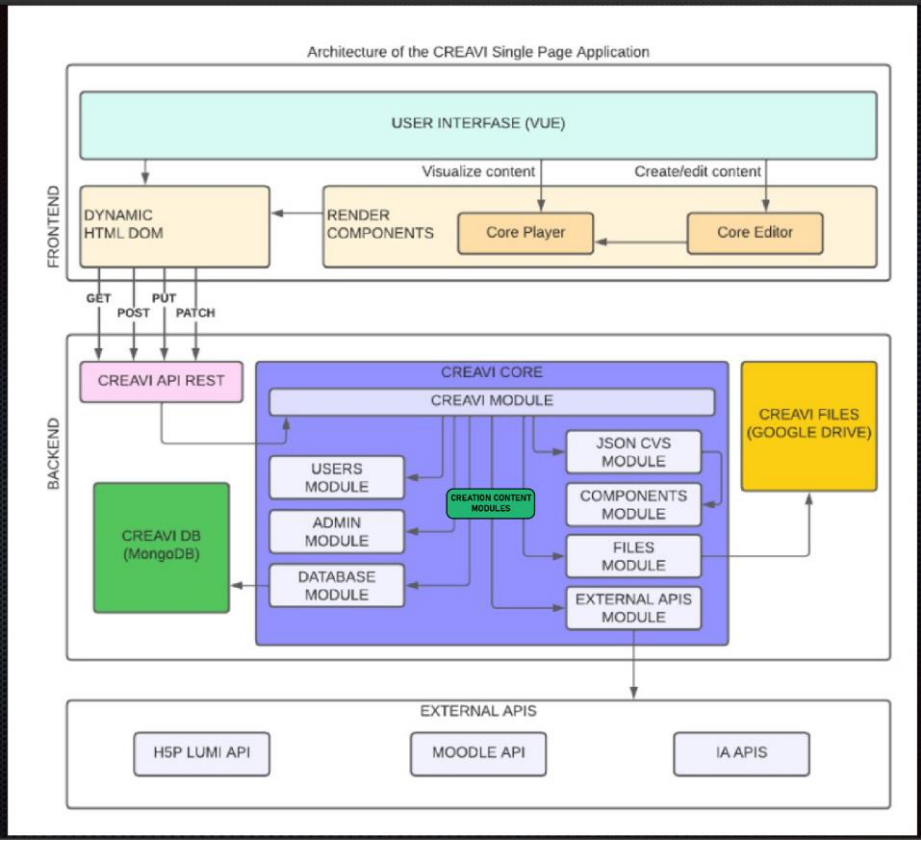 Architecture of the CREAVI Single Page Application
FRONTEND
USER INTERFASE (VUE)
Visualize content
Create/edit content
DYNAMIC
HTML DOM
RENDER
COMPONENTS
Core Player
Core Editor
GET
POST
PUT
PATCH
BACKEND
CREAVI API REST
CREAVI CORE
CREAVI MODULE
USERS
MODULE
ADMIN
MODULE
DATABASE
MODULE
CREATION CONTENT
MODULES
JSON CVS
MODULE
COMPONENTS
MODULE
FILES
MODULE
EXTERNAL APIS
MODULE
CREAVI FILES
(GOOGLE DRIVE)
CREAVI DB
(MongoDB)
EXTERNAL APIS
H5P LUMI API
MOODLE API
IA APIS